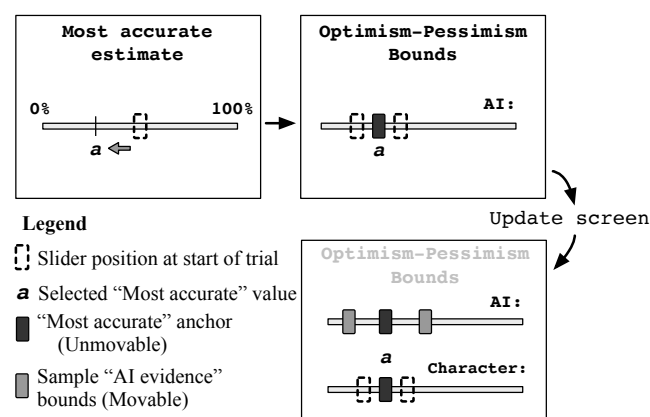 Most accurate
estimate
0%
100%
a
Optimism-Pessimism
Bounds
AI:
a
Update screen
Legend
Slider position at start of trial
a Selected “Most accurate” value
“Most accurate” anchor
(Unmovable)
Sample “AI evidence”
bounds (Movable)
Optimism-Pessimism
Bounds
AI:
a
Character: